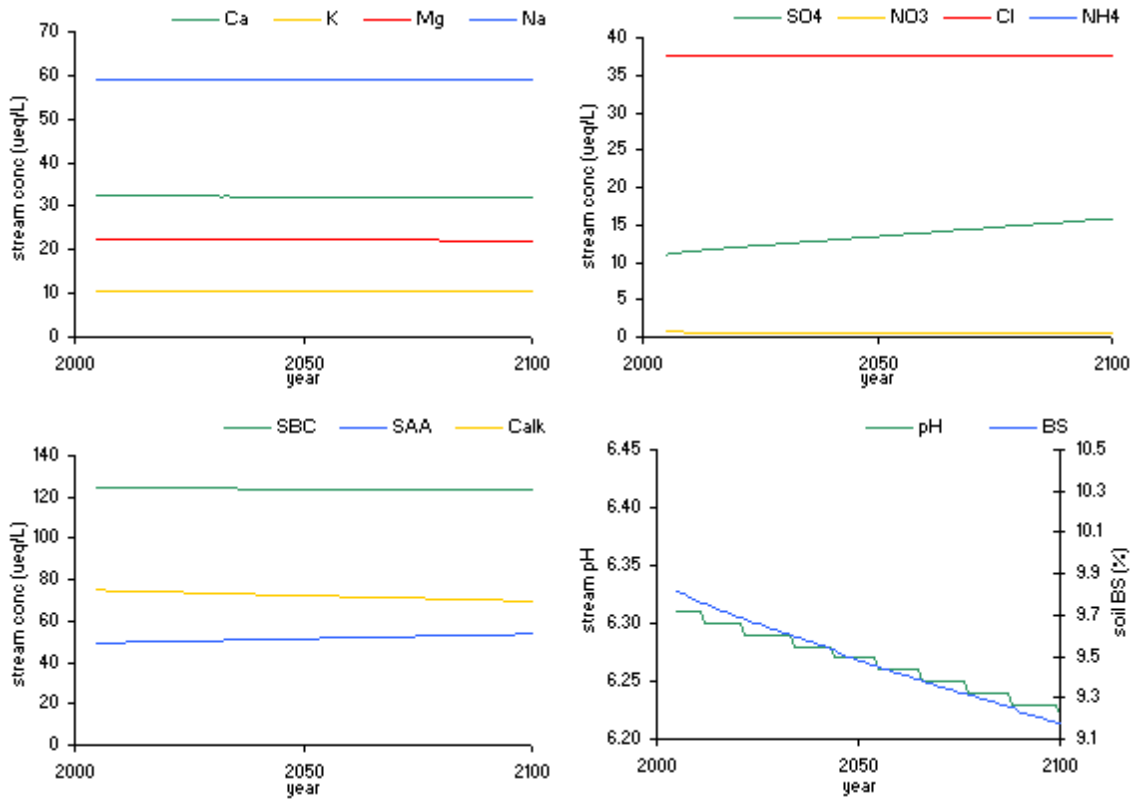 Ca K Mg Na
70
60
50
40
30
20
10
0
stream conc (ueq/L)
2000 2050 2100
year
SO4 NO3 Cl NH4
40
35
30
25
20
15
10
5
0
stream conc (ueq/L)
2000 2050 2100
year
SBC SAA Calk
140
120
100
80
60
40
20
0
stream conc (ueq/L)
2000 2050 2100
year
pH BS
6.45
6.40
6.35
6.30
6.25
6.20
stream pH
10.5
10.3
10.1
9.9
9.7
9.5
9.3
9.1
soil BS (%)
2000 2050 2100
year